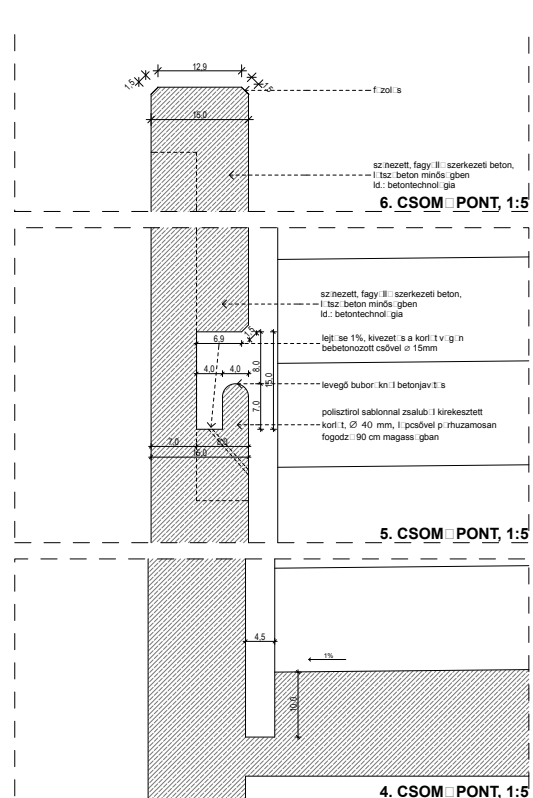 12,9
1,5
1,5
f□zol□s
15,0
sz□nezett, fagy□ll□ szerkezeti beton,
l□tsz□beton minős□gben
ld.: betontechnol□gia
6. CSOM□PONT, 1:5
sz□nezett, fagy□ll□ szerkezeti beton,
l□tsz□beton minős□gben
ld.: betontechnol□gia
6,9
1,5
lejt□se 1%, kivezet□s a korl□t v□g□n
bebetonozott csővel ⌀ 15mm
4,0 4,0
8,0
15,0
7,0
levegő bubor□kn□l betonjav□t□s
polisztirol sablonnal zsalub□l kirekesztett
korl□t, Ø 40 mm, l□pcsővel p□rhuzamosan
fogodz□ 90 cm magass□gban
7,0 8,0
15,0
5. CSOM□PONT, 1:5
4,5
1%
10,0
4. CSOM□PONT, 1:5